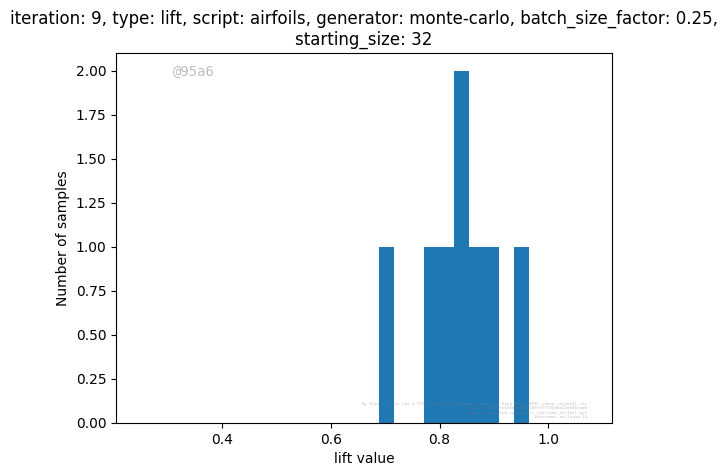 iteration: 9, type: lift, script: airfoils, generator: monte-carlo, batch_size_factor: 0.25,
starting_size: 32
@95a6
2.00
1.75
1.50
1.25
1.00
0.75
0.50
0.25
0.00
Number of samples
0.4
0.6
0.8
1.0
lift value